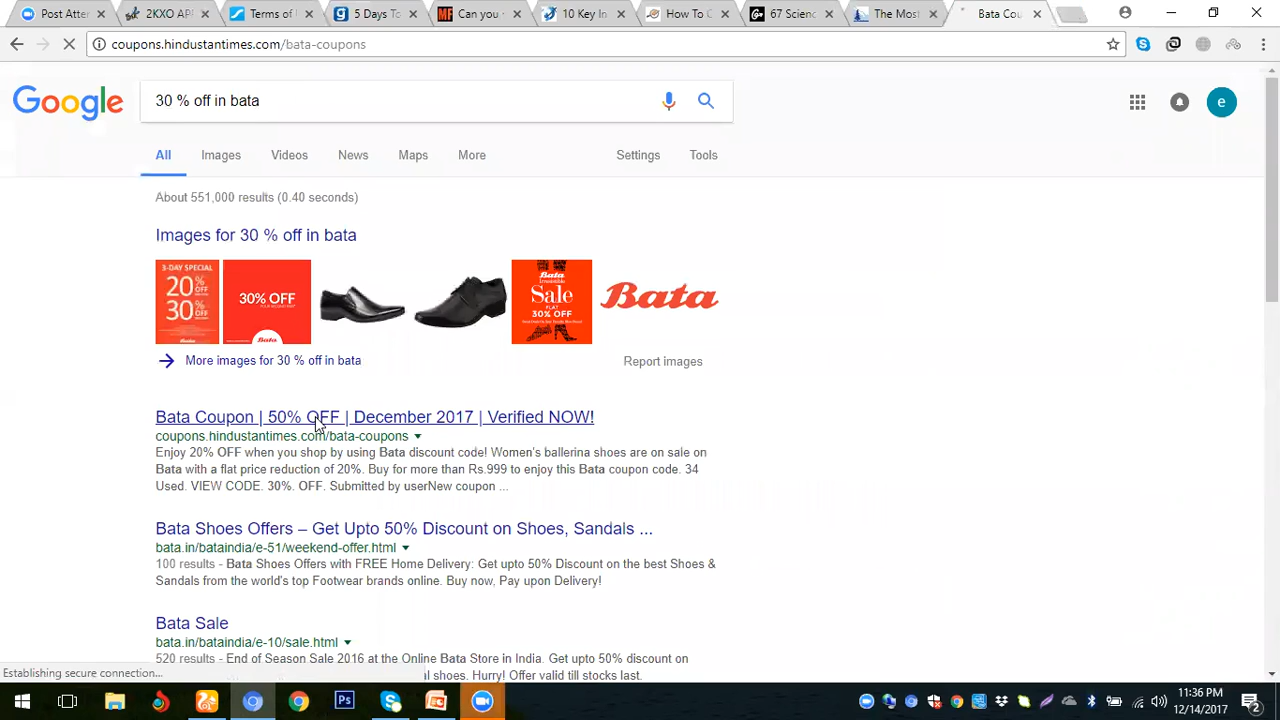 Post Atter
2KXO APP
Terms of
5 Days To
Can you
10 Key In
How To C
67 Scienc
The Most
Bata Cou
coupons.hindustantimes.com/bata-coupons
Google
30 % off in bata
e
All Images Videos News Maps More Settings Tools
About 551,000 results (0.40 seconds)
Images for 30 % off in bata
3-DAY SPECIAL
20% OFF
30% OFF
30% OFF
Bata
Bata
Sale
FLAT
30% OFF
Bata
More images for 30 % off in bata
Report images
Bata Coupon | 50% OFF | December 2017 | Verified NOW!
coupons.hindustantimes.com/bata-coupons
Enjoy 20% OFF when you shop by using Bata discount code! Women's ballerina shoes are on sale on
Bata with a flat price reduction of 20%. Buy for more than Rs.999 to enjoy this Bata coupon code. 34
Used. VIEW CODE. 30%. OFF. Submitted by userNew coupon ...
Bata Shoes Offers – Get Upto 50% Discount on Shoes, Sandals ...
bata.in/bataindia/e-51/weekend-offer.html
100 results - Bata Shoes Offers with FREE Home Delivery: Get upto 50% Discount on the best Shoes &
Sandals from the world's top Footwear brands online. Buy now, Pay upon Delivery!
Bata Sale
bata.in/bataindia/e-10/sale.html
520 results - End of Season Sale 2016 at the Online Bata Store in India. Get upto 50% discount on
al shoes. Hurry! Offer valid till stocks last.
Establishing secure connection...
11:36 PM
12/14/2017
2